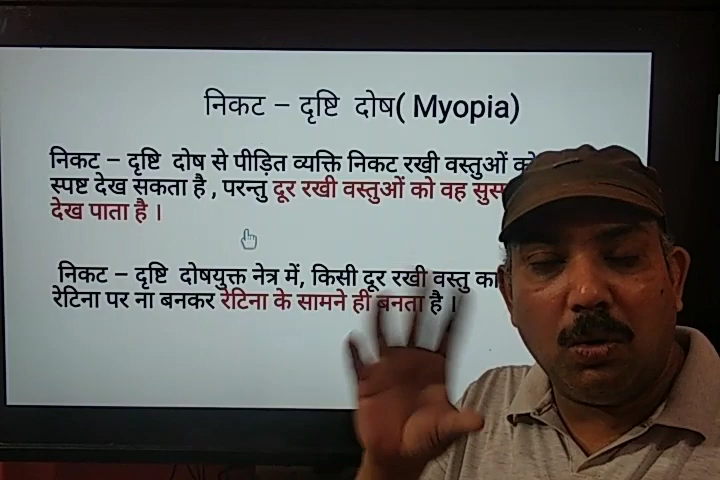 निकट – दृष्टि दोष( Myopia)
निकट – दृष्टि दोष से पीड़ित व्यक्ति निकट रखी वस्तुओं को
स्पष्ट देख सकता है , परन्तु दूर रखी वस्तुओं को वह
देख पाता है ।
निकट – दृष्टि दोषयुक्त नेत्र में, किसी दूर रखी वस्तु का
रेटिना पर ना बनकर रेटिना के सामने ही बनता है ।